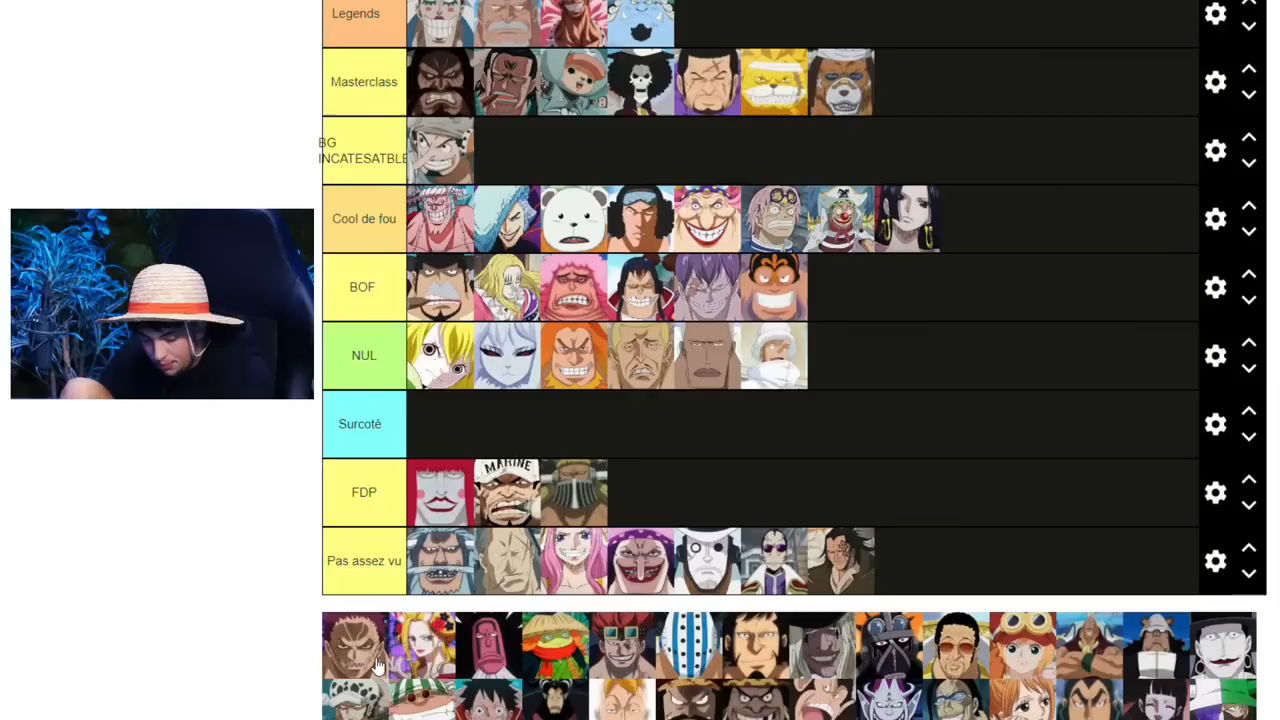 Legends
Masterclass
BG
INCATESATBLE
Cool de fou
BOF
NUL
Surcoté
FDP
MARINE
Pas assez vu